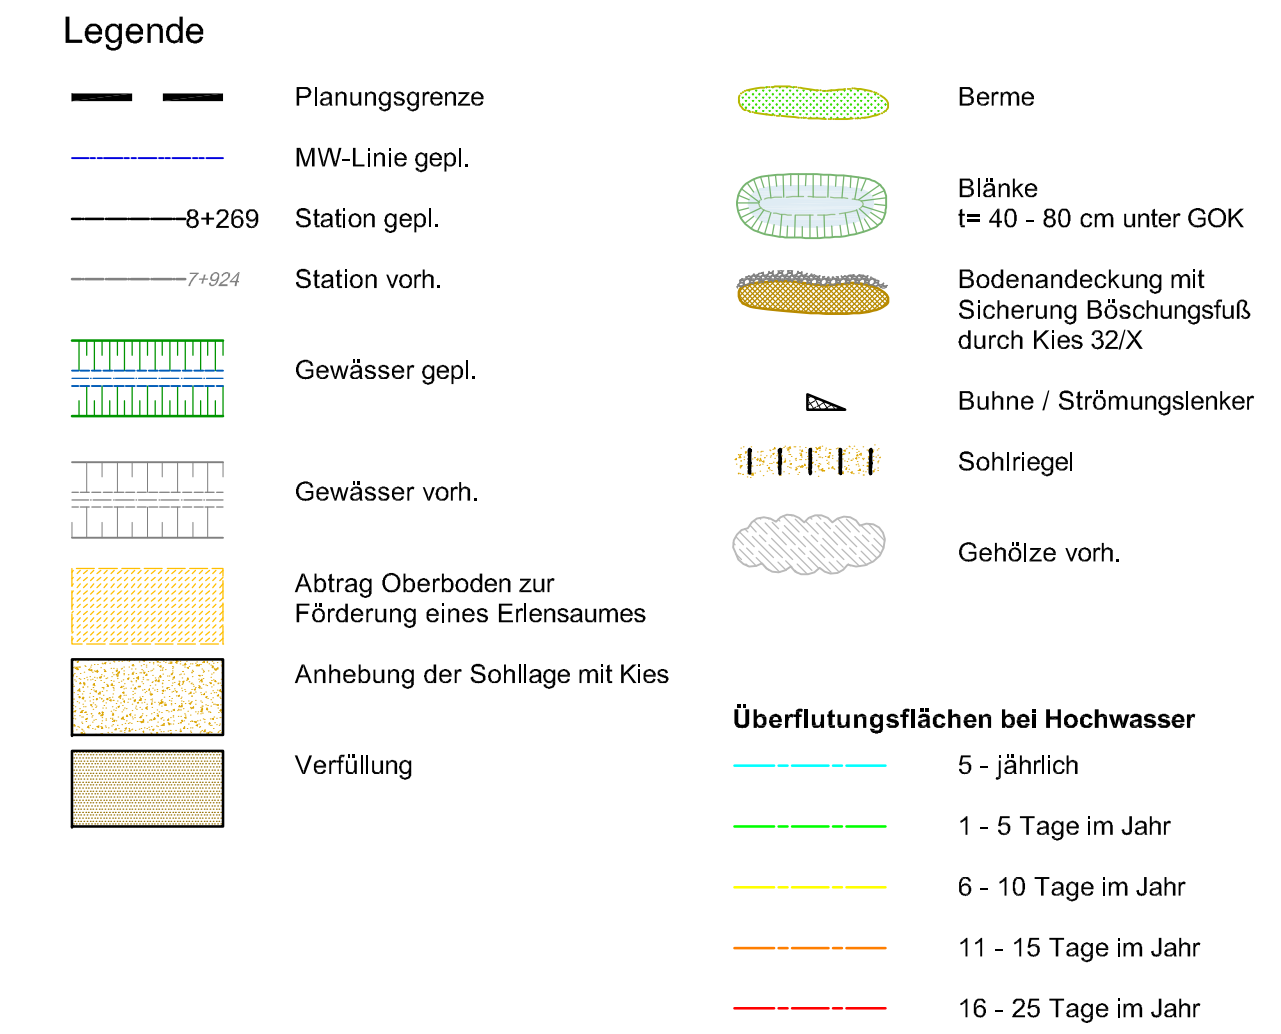 Legende
Planungsgrenze
MW-Linie gepl.
8+269 Station gepl.
7+924 Station vorh.
Gewässer gepl.
Gewässer vorh.
Abtrag Oberboden zur
Förderung eines Erlensaumes
Anhebung der Sohllage mit Kies
Verfüllung
Berme
Blänke
t= 40 - 80 cm unter GOK
Bodenandeckung mit
Sicherung Böschungsfuß
durch Kies 32/X
Buhne / Strömungslenker
Sohlriegel
Gehölze vorh.
Überflutungsflächen bei Hochwasser
5 - jährlich
1 - 5 Tage im Jahr
6 - 10 Tage im Jahr
11 - 15 Tage im Jahr
16 - 25 Tage im Jahr